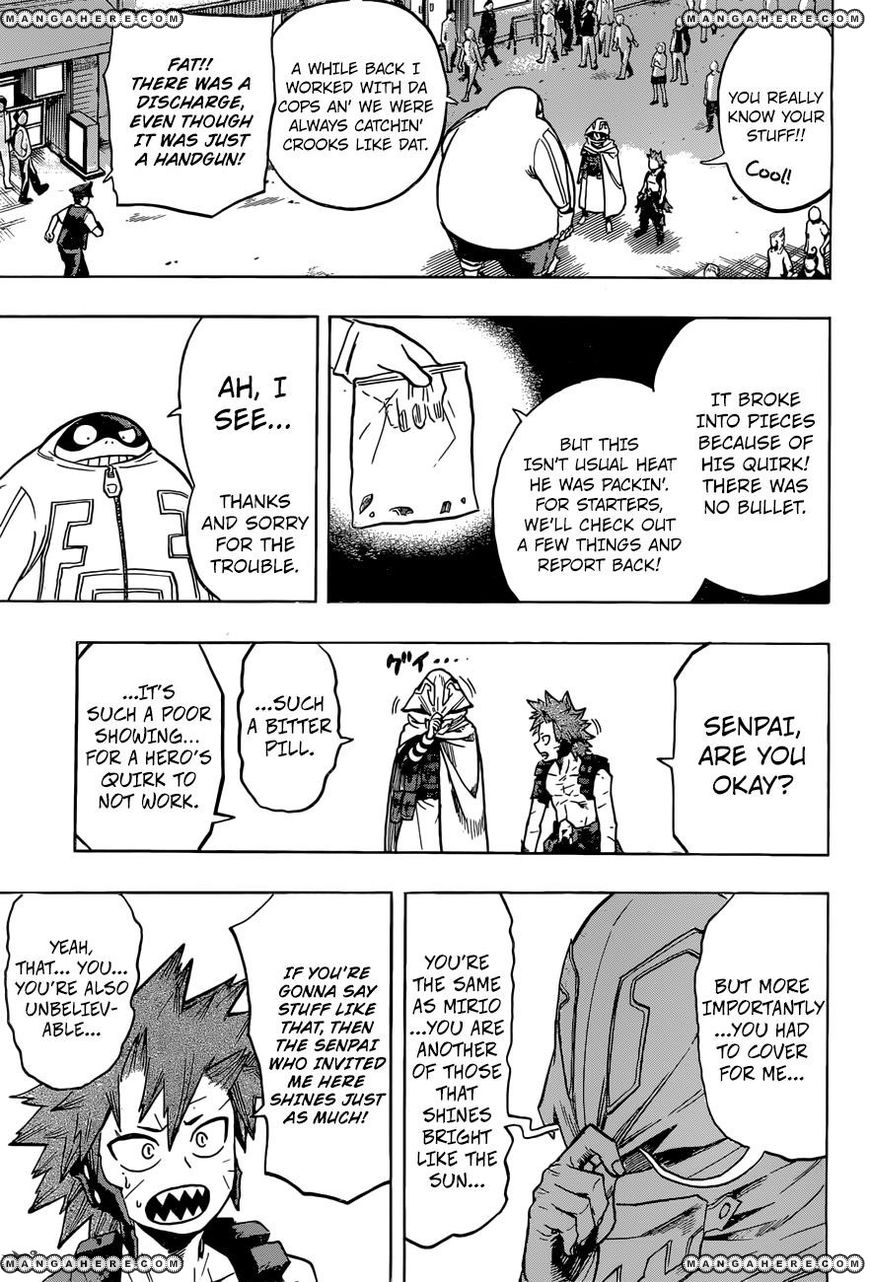 MANGAHERE.COM
MANGAHERE.COM
YOU REALLY
KNOW YOUR
STUFF!!
Cool!
A WHILE BACK I
WORKED WITH DA
COPS AN' WE WERE
ALWAYS CATCHIN'
CROOKS LIKE DAT.
FAT!!
THERE WAS A
DISCHARGE,
EVEN THOUGH
IT WAS JUST
A HANDGUN!
IT BROKE
INTO PIECES
BECAUSE OF
HIS QUIRK!
THERE WAS
NO BULLET.
BUT THIS
ISN'T USUAL HEAT
HE WAS PACKIN'.
FOR STARTERS,
WE'LL CHECK OUT
A FEW THINGS AND
REPORT BACK!
AH, I
SEE...
THANKS
AND SORRY
FOR THE
TROUBLE.
F
SENPAI,
ARE YOU
OKAY?
グイ...
...SUCH
A BITTER
PILL.
...IT'S
SUCH A POOR
SHOWING...
FOR A HERO'S
QUIRK TO
NOT WORK.
BUT MORE
IMPORTANTLY
...YOU HAD
TO COVER
FOR ME...
YOU'RE
THE SAME
AS MIRIO
...YOU ARE
ANOTHER
OF THOSE
THAT
SHINES
BRIGHT
LIKE THE
SUN...
IF YOU'RE
GONNA SAY
STUFF LIKE
THAT, THEN
THE SENPAI
WHO INVITED
ME HERE
SHINES JUST
AS MUCH!
YEAH,
THAT... YOU...
YOU'RE ALSO
UNBELIEV-
ABLE...
MANGAHERE.COM
MANGAHERE.COM